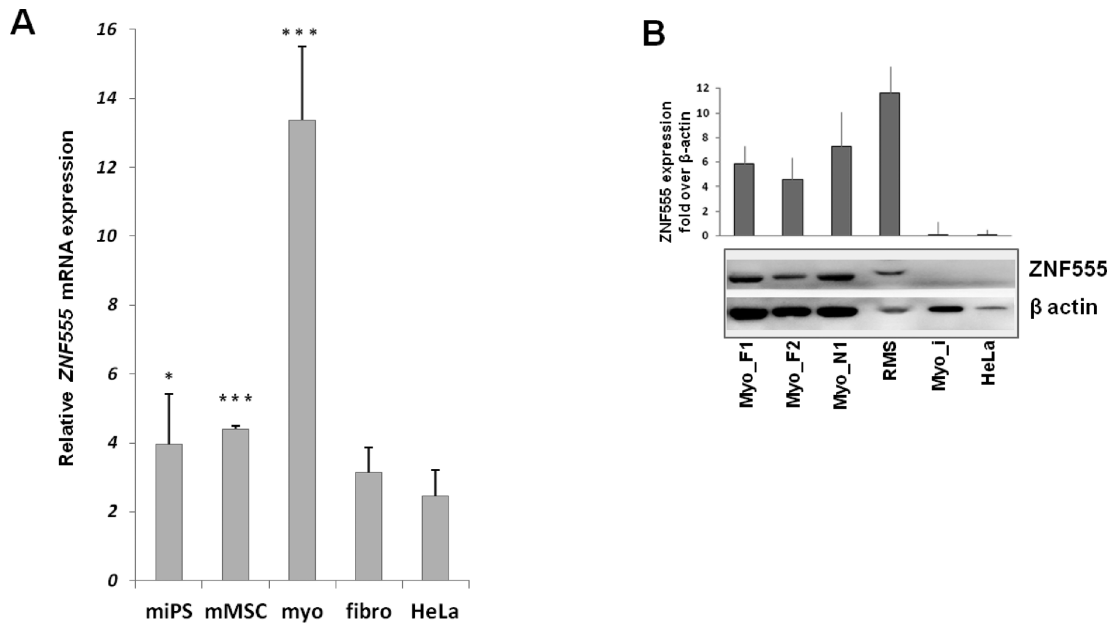 A
Relative ZNF555 mRNA expression
16
14
12
10
8
6
4
2
0
*
***
***
miPS
mMSC
myo
fibro
HeLa
B
ZNF555 expression
fold over β-actin
12
10
8
6
4
2
0
ZNF555
β actin
Myo_F1
Myo_F2
Myo_N1
RMS
Myo_i
HeLa